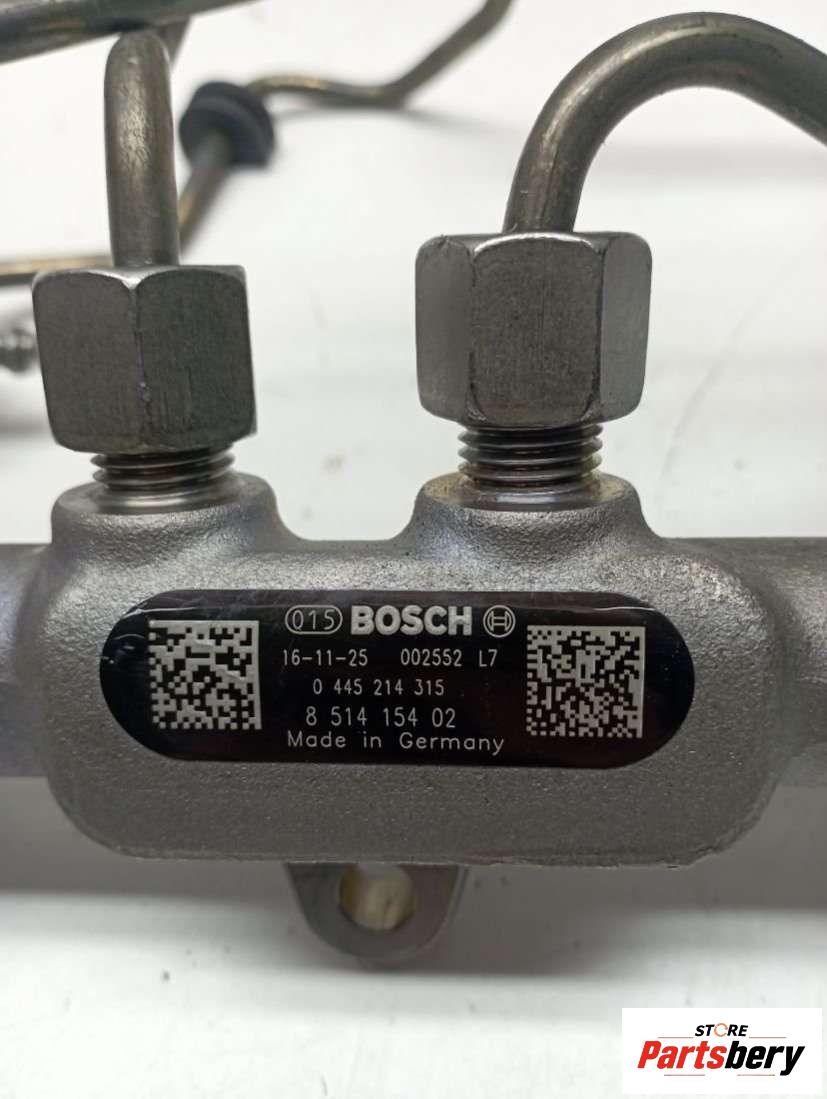 015 BOSCH
16-11-25 002552 L7
0 445 214 315
8 514 154 02
Made in Germany
STORE
Partsbery